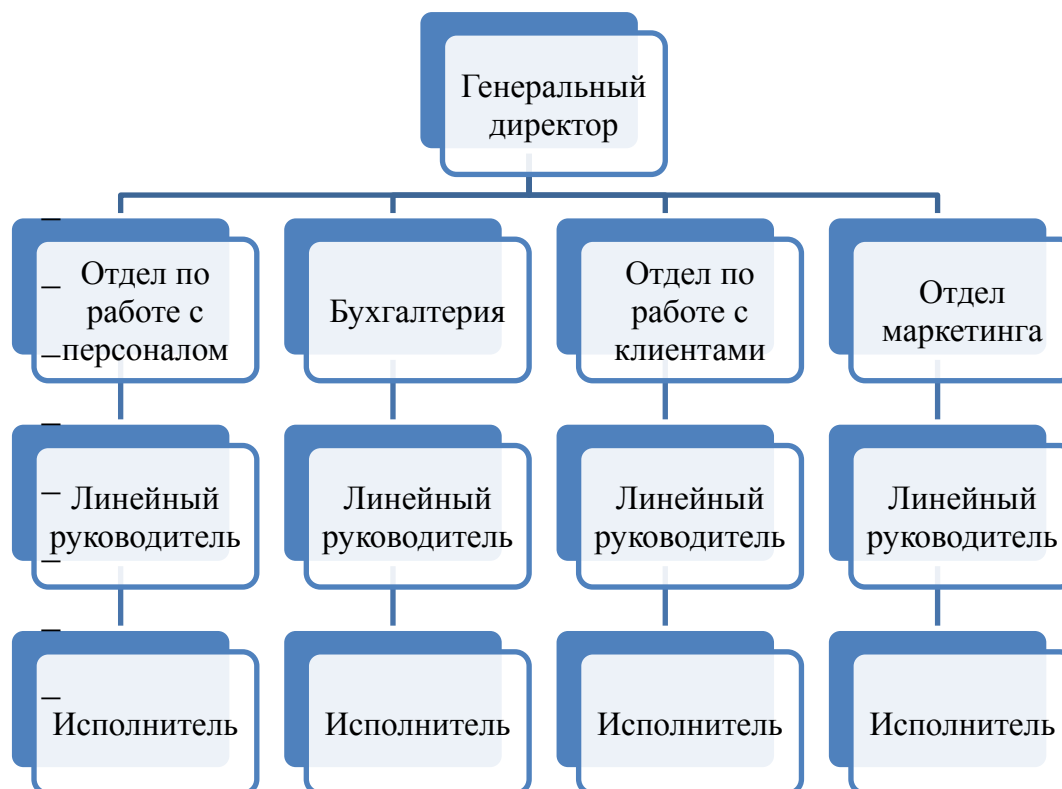 Генеральный
директор
Отдел по
работе с
персоналом
Бухгалтерия
Отдел по
работе с
клиентами
Отдел
маркетинга
Линейный
руководитель
Линейный
руководитель
Линейный
руководитель
Линейный
руководитель
Исполнитель
Исполнитель
Исполнитель
Исполнитель